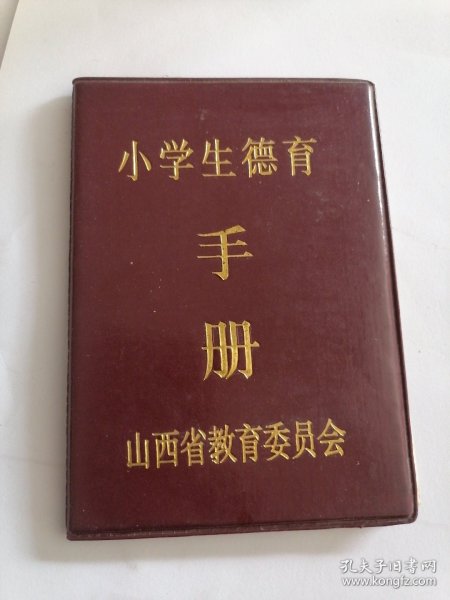 小学生德育
手
册
山西省教育委员会
孔夫子旧书网
www.kongfz.com